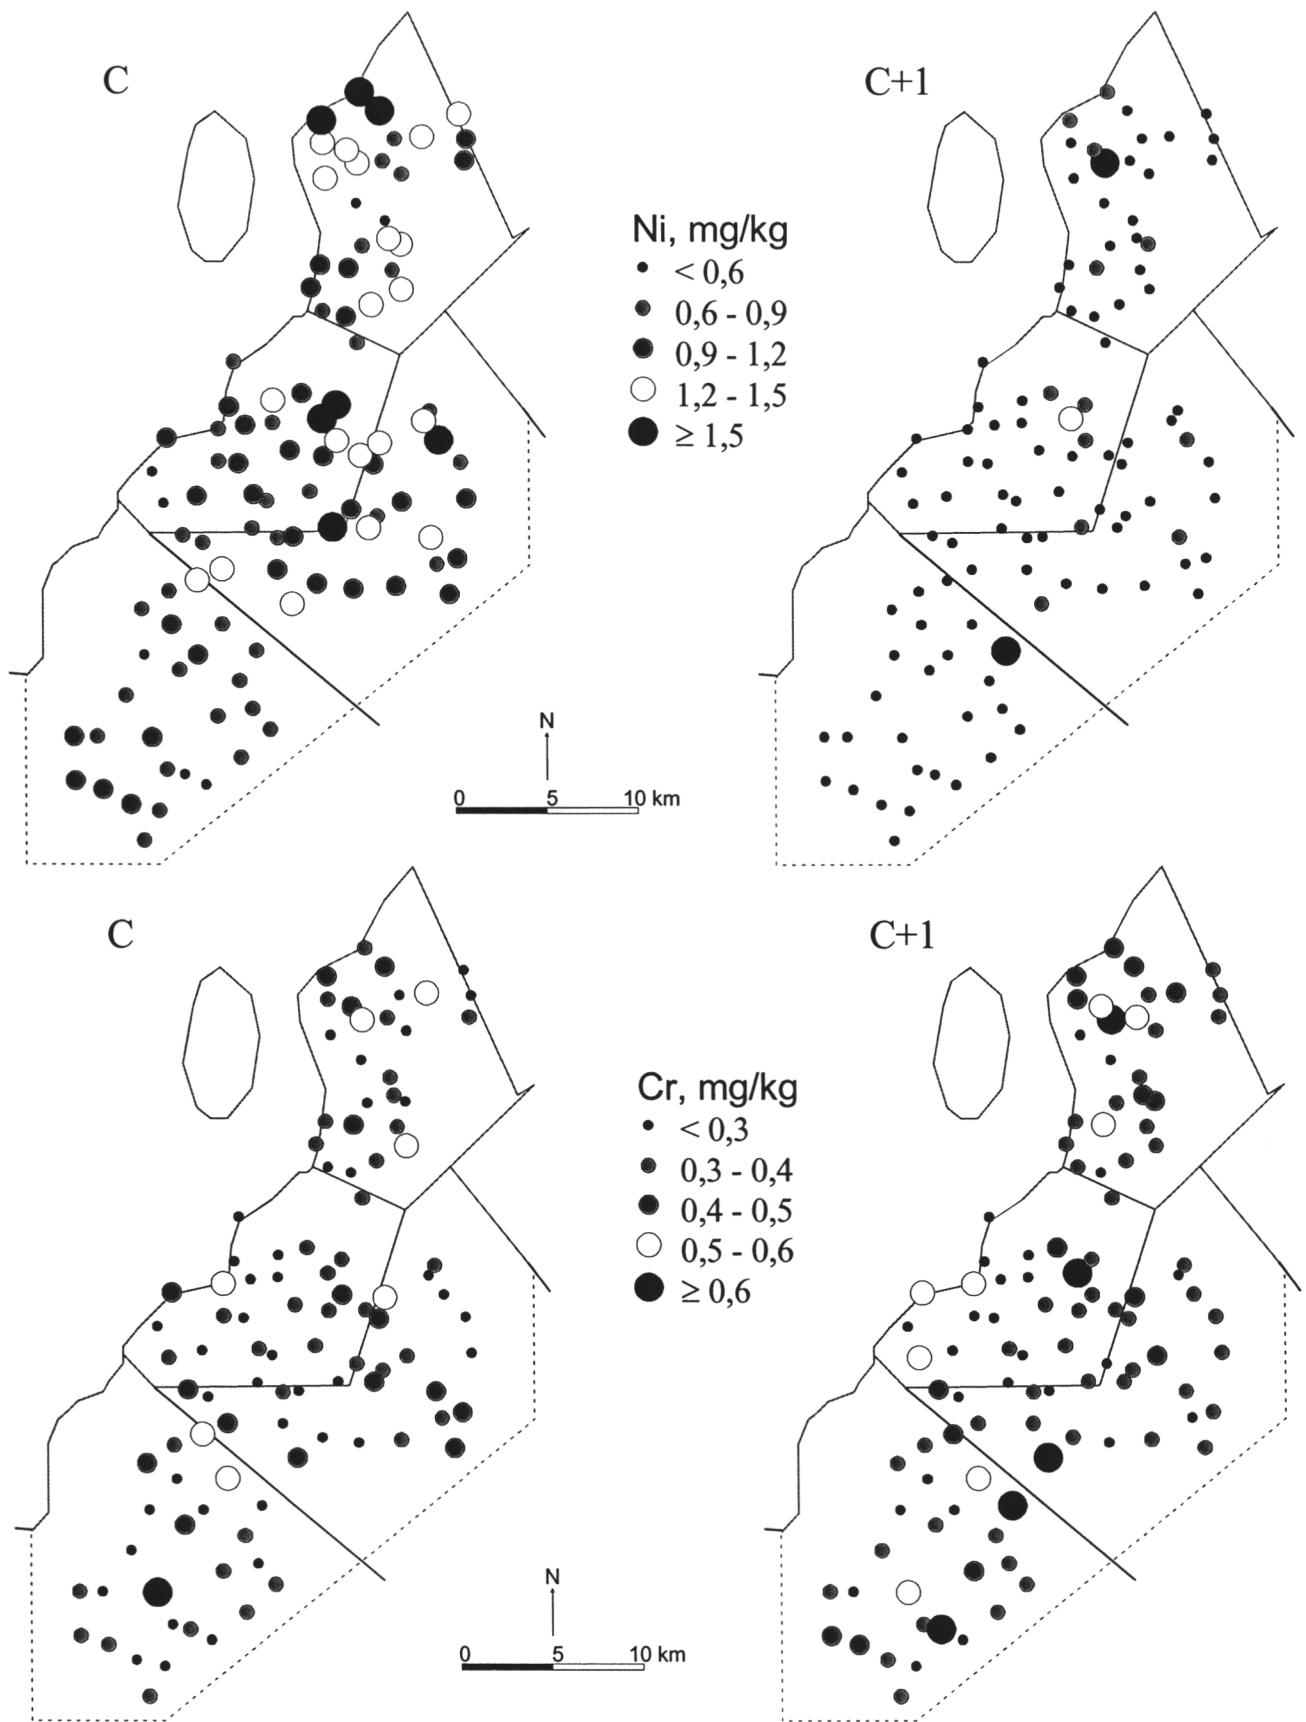 C
C+1
Ni, mg/kg
< 0,6
0,6 - 0,9
0,9 - 1,2
1,2 - 1,5
≥ 1,5
N
0 5 10 km
C
C+1
Cr, mg/kg
< 0,3
0,3 - 0,4
0,4 - 0,5
0,5 - 0,6
≥ 0,6
N
0 5 10 km